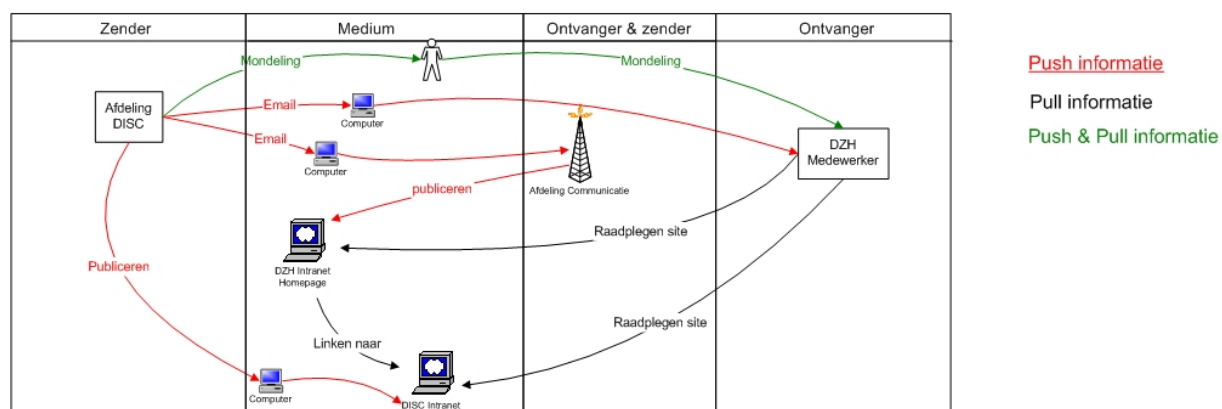 Zender
Medium
Ontvanger & zender
Ontvanger
Mondeling
Mondeling
Push informatie
Pull informatie
Push & Pull informatie
Afdeling
DISC
Email
Computer
Email
Computer
Afdeling Communicatie
DZH
Medewerker
publiceren
Raadplegen site
DZH Intranet
Homepage
Publiceren
Linken naar
Raadplegen site
Computer
DISC Intranet